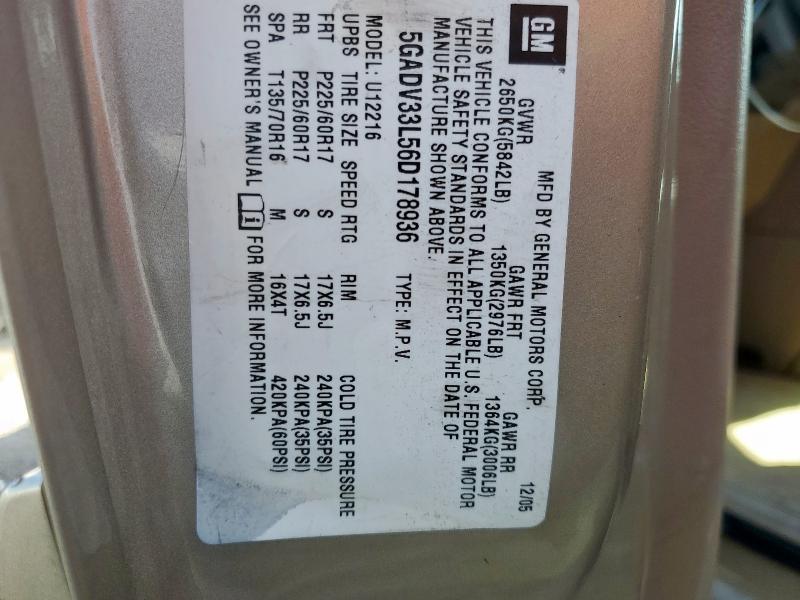 GM
MFD BY GENERAL MOTORS CORP. 12/05
GVWR GAWR FRT GAWR RR
2650KG(5842LB) 1350KG(2976LB) 1364KG(3006LB)
THIS VEHICLE CONFORMS TO ALL APPLICABLE U.S. FEDERAL MOTOR
VEHICLE SAFETY STANDARDS IN EFFECT ON THE DATE OF
MANUFACTURE SHOWN ABOVE.
5GADV33L56D178936 TYPE: M.P.V.
MODEL: U12216
UPBS TIRE SIZE SPEED RTG RIM COLD TIRE PRESSURE
FRT P225/60R17 S 17X6.5J 240KPA(35PSI)
RR P225/60R17 S 17X6.5J 240KPA(35PSI)
SPA T135/70R16 M 16X4T 420KPA(60PSI)
SEE OWNER'S MANUAL i FOR MORE INFORMATION.